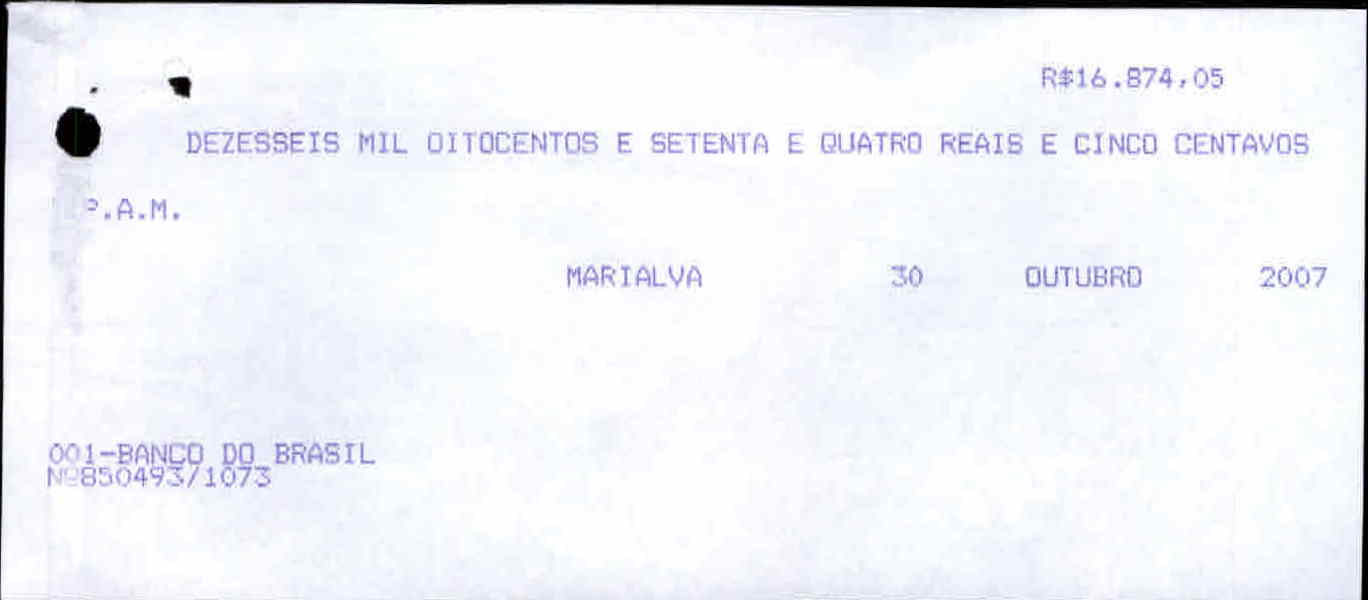 R$16.874,05
DEZESSEIS MIL OITOCENTOS E SETENTA E QUATRO REAIS E CINCO CENTAVOS
P.A.M.
MARIALVA 30 OUTUBRO 2007
001-BANCO DO BRASIL
Nº850493/1073